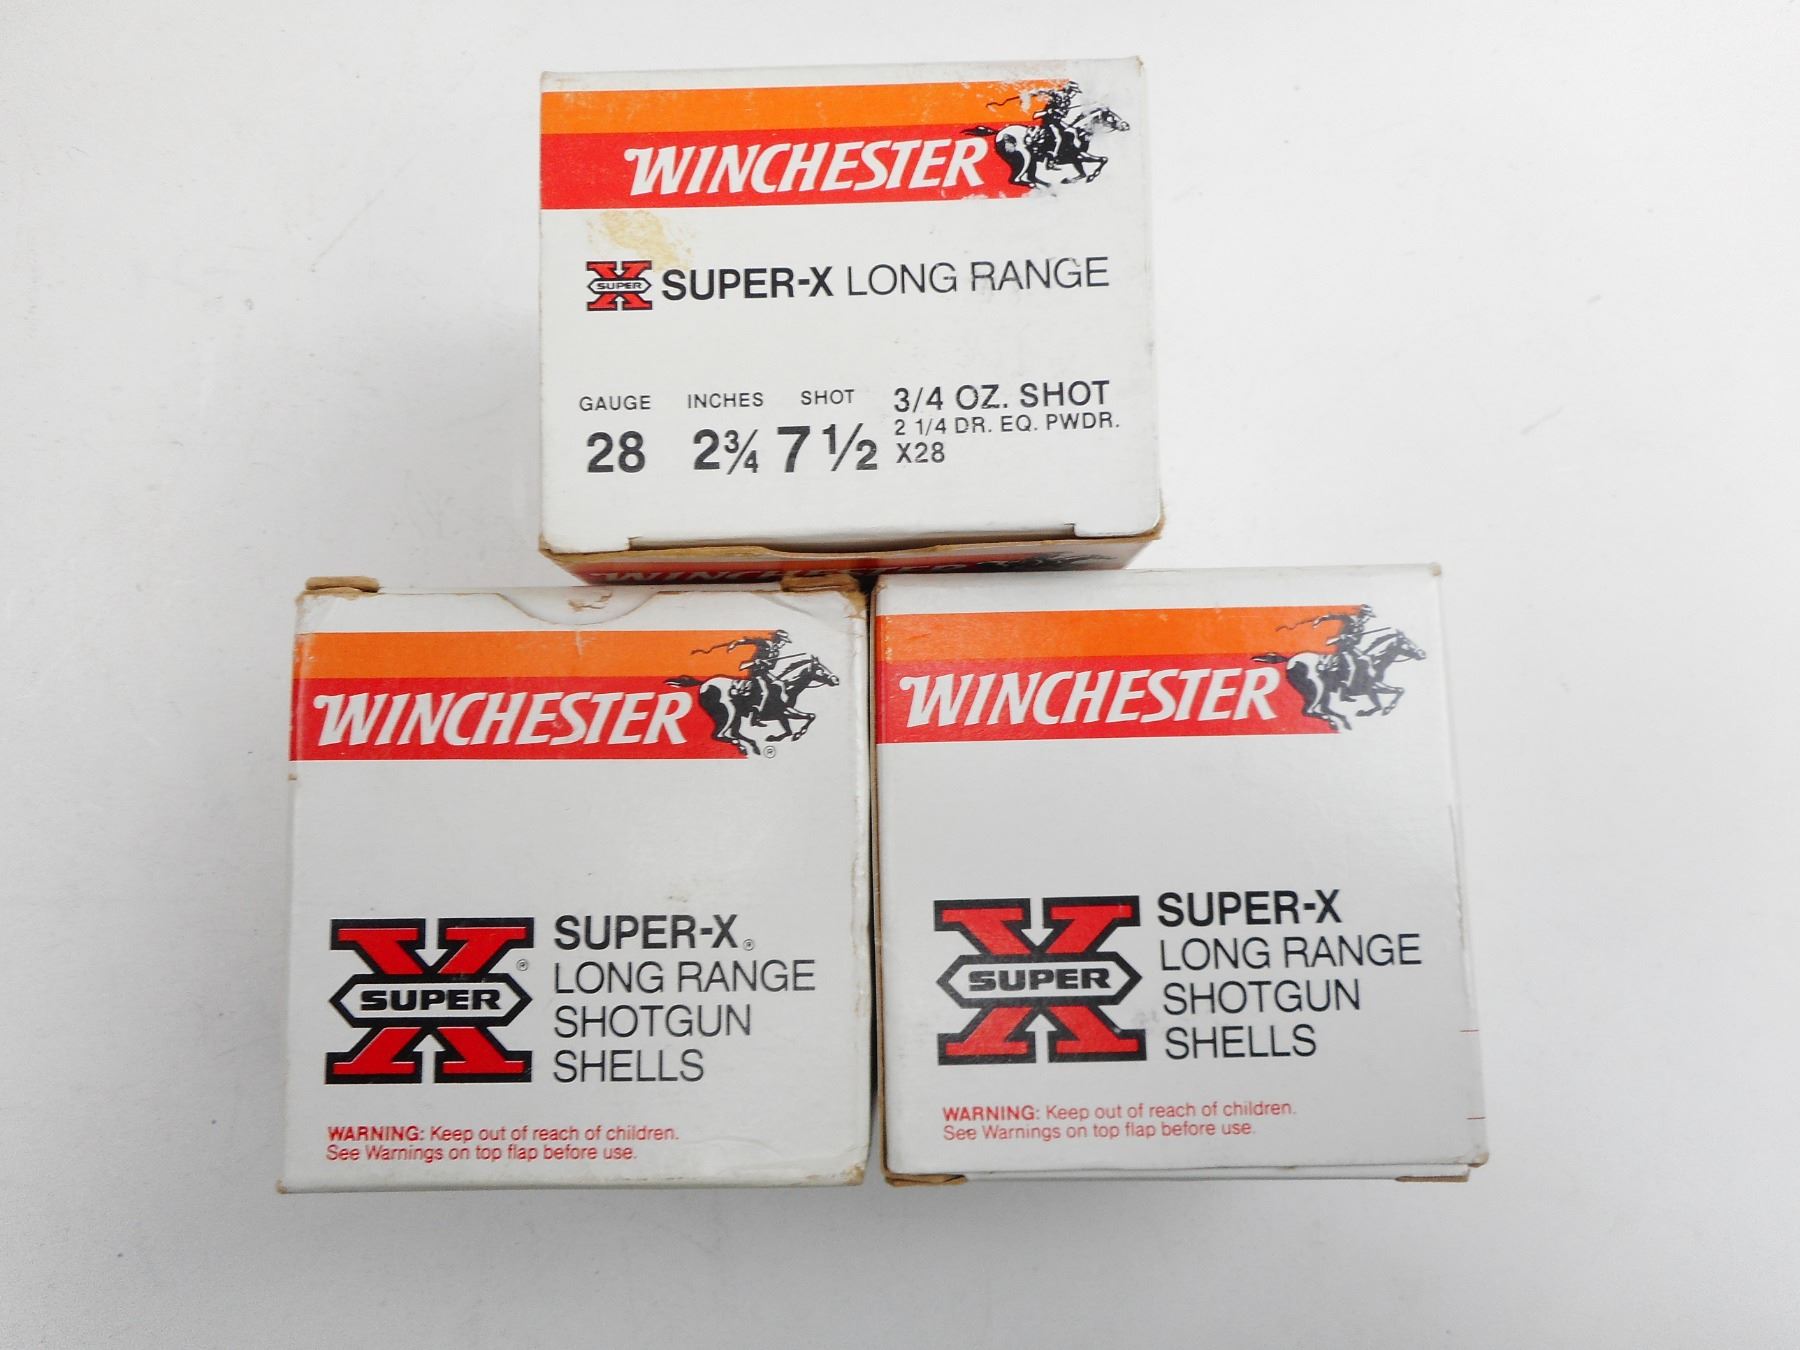 WINCHESTER
SUPER SUPER-X LONG RANGE
GAUGE INCHES SHOT 3/4 OZ. SHOT
2 1/4 DR. EQ. PWDR.
28 2¾ 7 ½ X28
WINCHESTER
WINCHESTER
®
SUPER-X®
LONG RANGE
SHOTGUN
SHELLS
SUPER ®
WARNING: Keep out of reach of children.
See Warnings on top flap before use.
WINCHESTER
SUPER-X
LONG RANGE
SHOTGUN
SHELLS
SUPER
WARNING: Keep out of reach of children.
See Warnings on top flap before use.